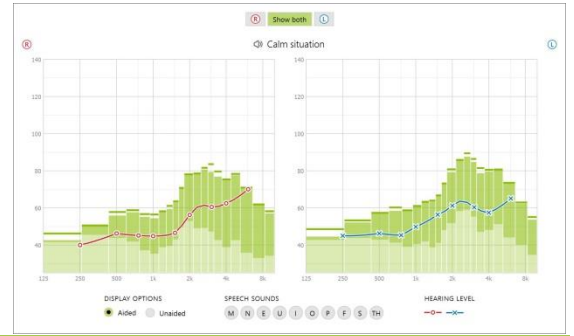 R Show both L
R Calm situation L
140 140
120 120
100 100
80 80
60 60
40 40
125 250 500 1k 2k 4k 8k 125 250 500 1k 2k 4k 8k
DISPLAY OPTIONS SPEECH SOUNDS HEARING LEVEL
Aided Unaided M N E U I O P F S TH